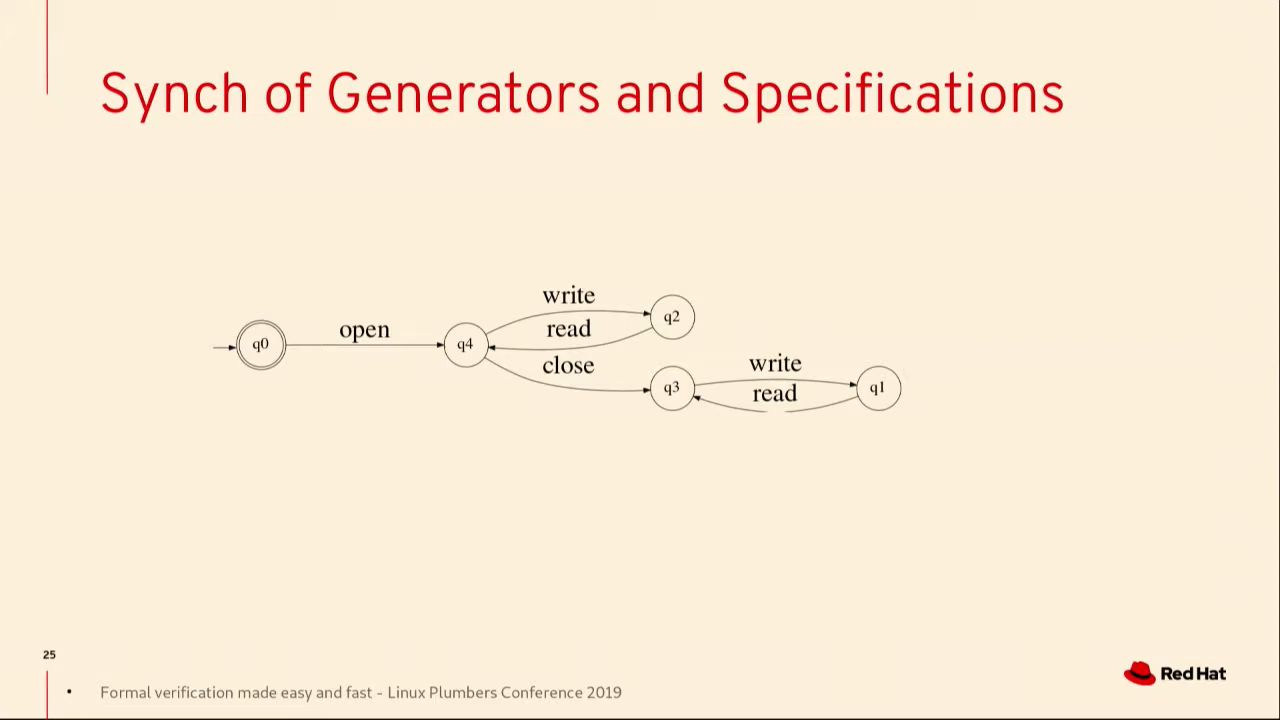 Synch of Generators and Specifications
write
open
read
q0
q4
q2
close
write
q3
read
q1
25
• Formal verification made easy and fast - Linux Plumbers Conference 2019
Red Hat